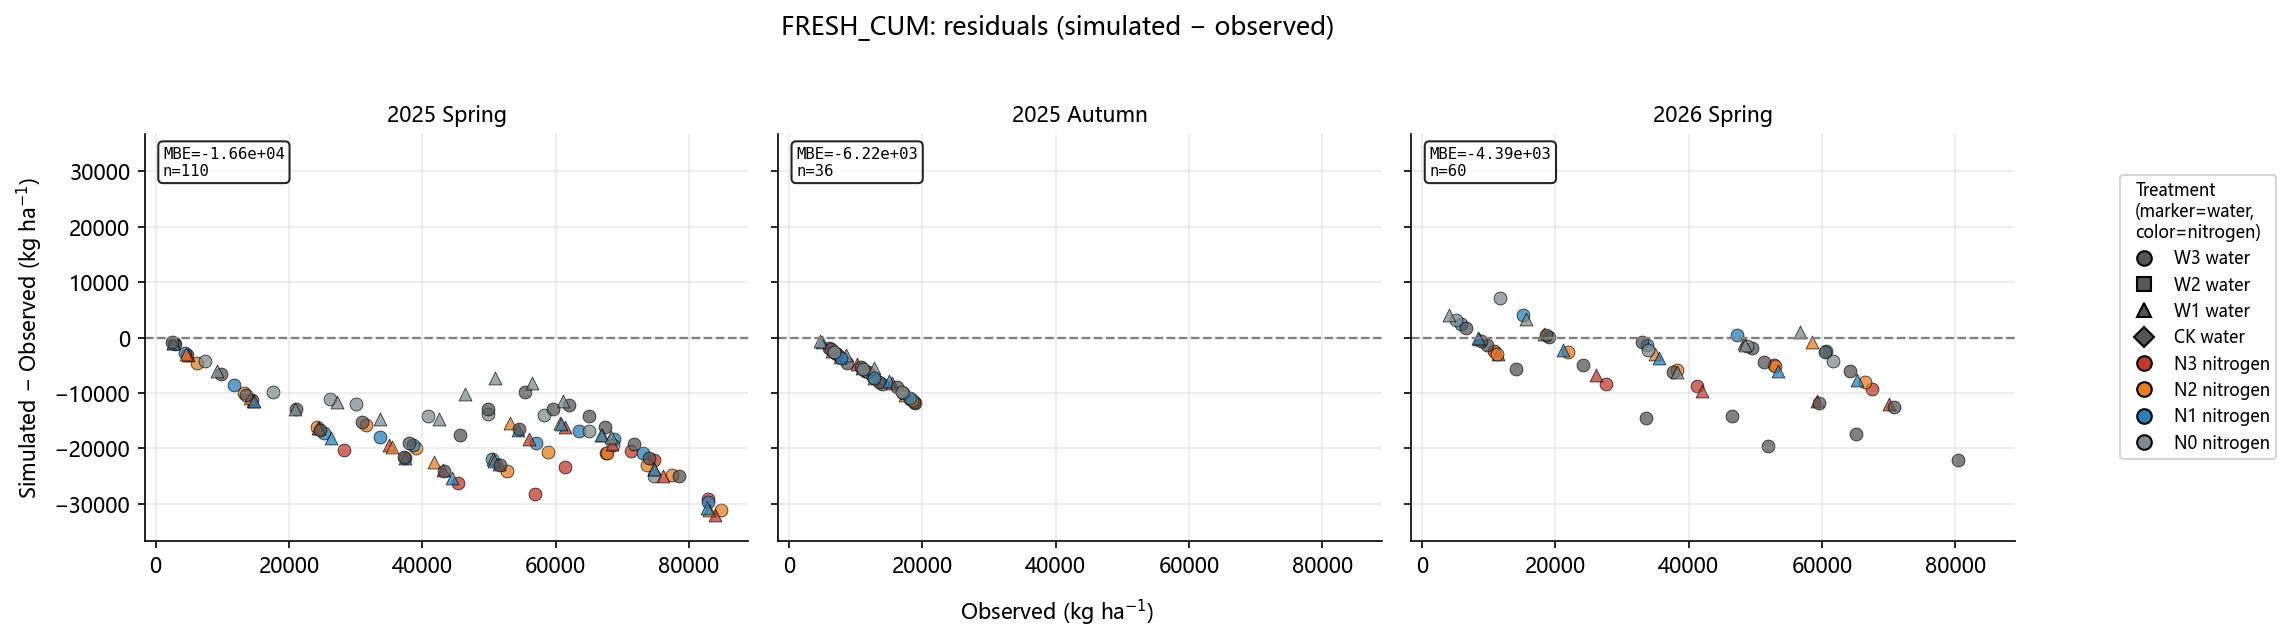 FRESH_CUM: residuals (simulated − observed)
2025 Spring
2025 Autumn
2026 Spring
MBE=-1.66e+04
n=110
MBE=-6.22e+03
n=36
MBE=-4.39e+03
n=60
Simulated − Observed (kg ha⁻¹)
30000
20000
10000
0
−10000
−20000
−30000
0 20000 40000 60000 80000
0 20000 40000 60000 80000
0 20000 40000 60000 80000
Observed (kg ha⁻¹)
Treatment
(marker=water,
color=nitrogen)
W3 water
W2 water
W1 water
CK water
N3 nitrogen
N2 nitrogen
N1 nitrogen
N0 nitrogen